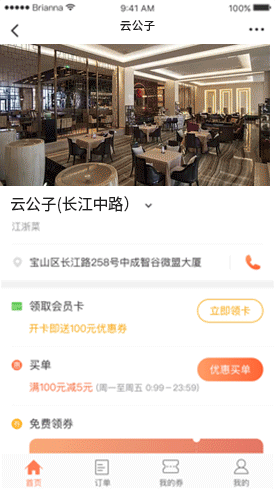 Brianna
9:41 AM
100%
云公子
云公子(长江中路)
江浙菜
宝山区长江路258号中成智谷微盟大厦
领取会员卡
立即领卡
开卡即送100元优惠券
买单
优惠买单
满100元减5元 (周一至周五 0:99～23:59)
免费领券
首页
订单
我的券
我的